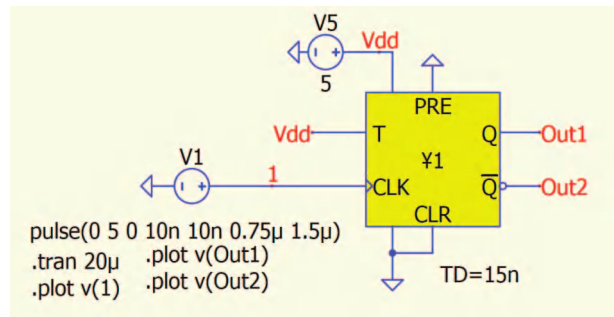 V5
Vdd
5
PRE
Vdd T Q Out1
V1 ¥1
1 CLK Q̅ Out2
CLR
pulse(0 5 0 10n 10n 0.75µ 1.5µ)
.tran 20µ .plot v(Out1)
.plot v(1) .plot v(Out2)
TD=15n